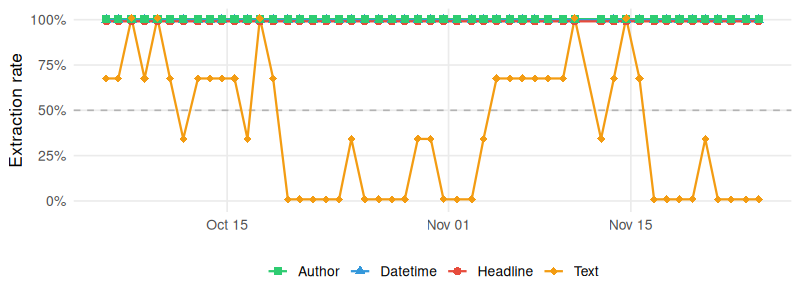 100%
75%
50%
25%
0%
Extraction rate
Oct 15
Nov 01
Nov 15
Author
Datetime
Headline
Text